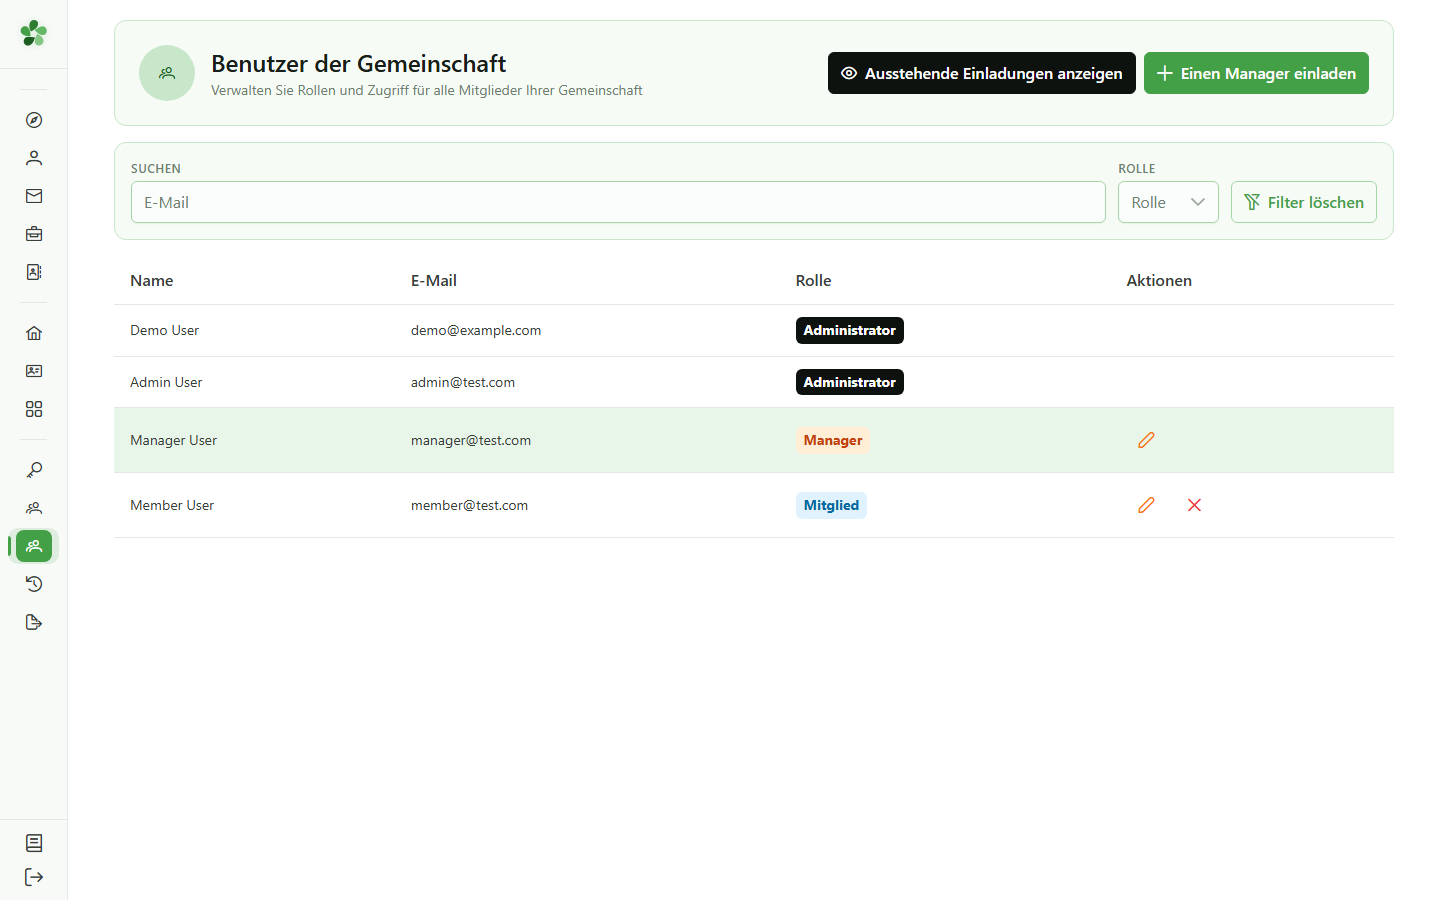 Benutzer der Gemeinschaft
Verwalten Sie Rollen und Zugriff für alle Mitglieder Ihrer Gemeinschaft
Ausstehende Einladungen anzeigen
Einen Manager einladen
SUCHEN
ROLLE
E-Mail
Rolle
Filter löschen
Name E-Mail Rolle Aktionen
Demo User demo@example.com Administrator
Admin User admin@test.com Administrator
Manager User manager@test.com Manager
Member User member@test.com Mitglied